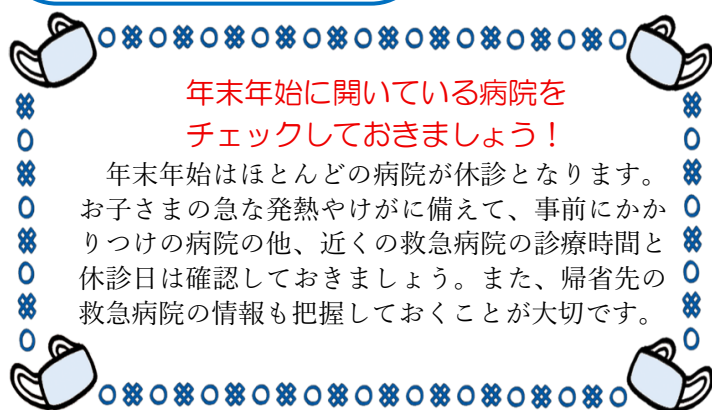 年末年始に開いている病院を
チェックしておきましょう！
　年末年始はほとんどの病院が休診となります。
お子さまの急な発熱やけがに備えて、事前にかか
りつけの病院の他、近くの救急病院の診療時間と
休診日は確認しておきましょう。また、帰省先の
救急病院の情報も把握しておくことが大切です。